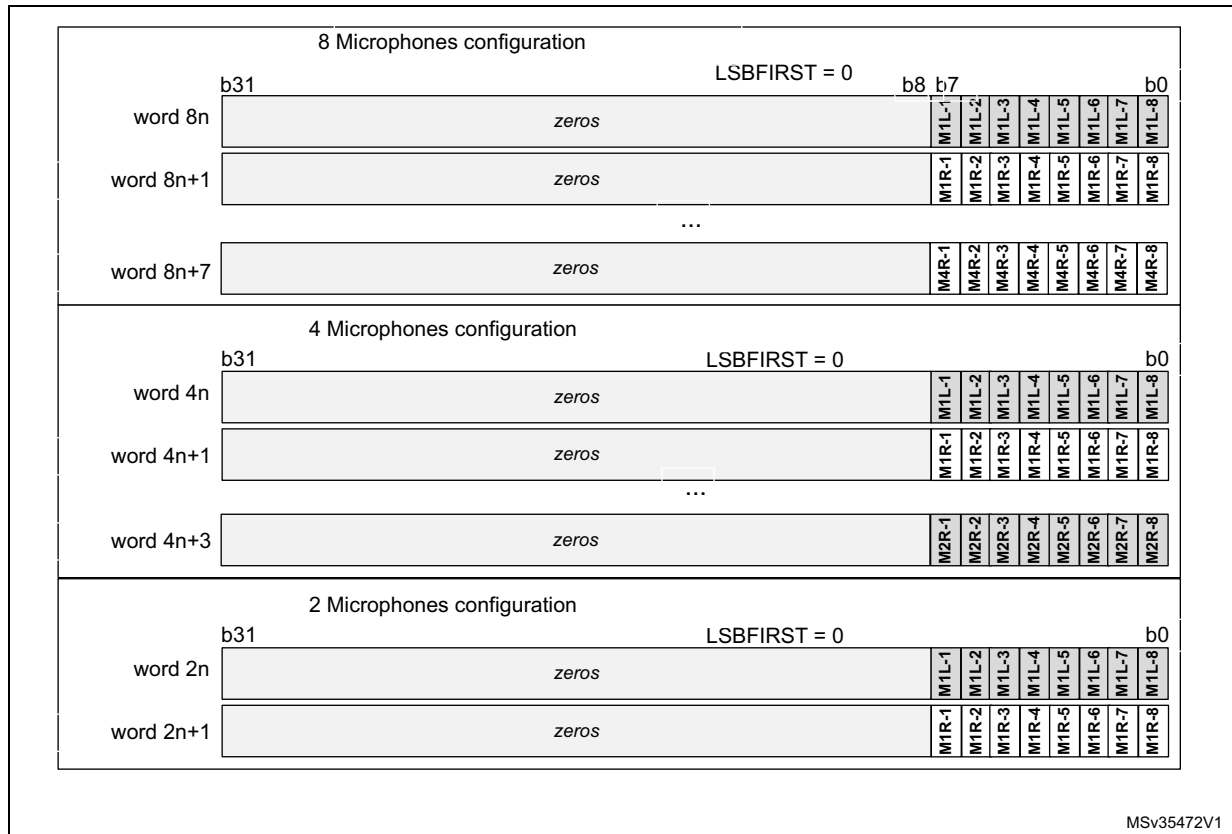 8 Microphones configuration
LSBFIRST = 0
b31 b8 b7 b0
word 8n zeros M1L-1 M1L-2 M1L-3 M1L-4 M1L-5 M1L-6 M1L-7 M1L-8
word 8n+1 zeros M1R-1 M1R-2 M1R-3 M1R-4 M1R-5 M1R-6 M1R-7 M1R-8
...
word 8n+7 zeros M4R-1 M4R-2 M4R-3 M4R-4 M4R-5 M4R-6 M4R-7 M4R-8
4 Microphones configuration
b31 LSBFIRST = 0 b0
word 4n zeros M1L-1 M1L-2 M1L-3 M1L-4 M1L-5 M1L-6 M1L-7 M1L-8
word 4n+1 zeros M1R-1 M1R-2 M1R-3 M1R-4 M1R-5 M1R-6 M1R-7 M1R-8
...
word 4n+3 zeros M2R-1 M2R-2 M2R-3 M2R-4 M2R-5 M2R-6 M2R-7 M2R-8
2 Microphones configuration
b31 LSBFIRST = 0 b0
word 2n zeros M1L-1 M1L-2 M1L-3 M1L-4 M1L-5 M1L-6 M1L-7 M1L-8
word 2n+1 zeros M1R-1 M1R-2 M1R-3 M1R-4 M1R-5 M1R-6 M1R-7 M1R-8
MSv35472V1